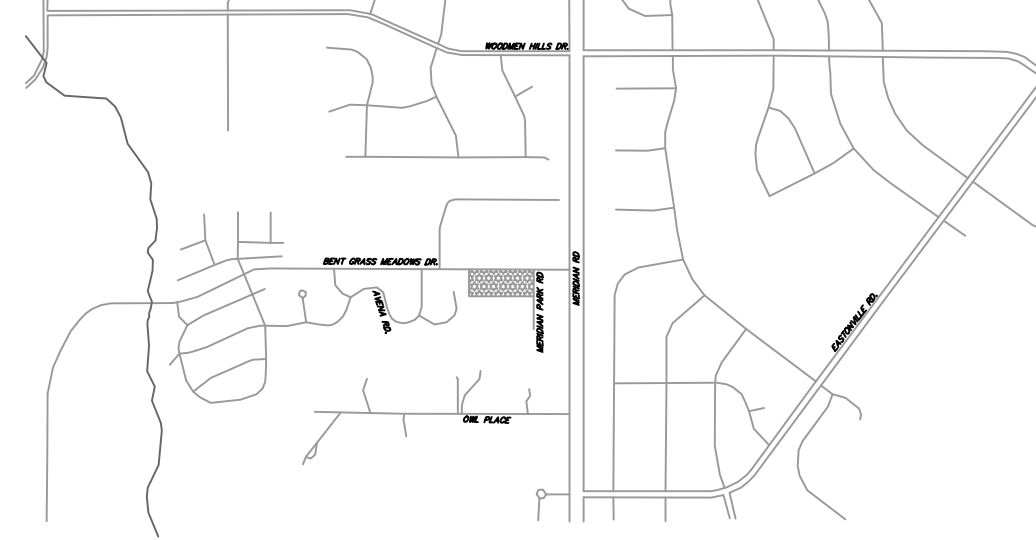 WOODMEN HILLS DR.
BENT GRASS MEADOWS DR.
AVENA RD.
MERIDIAN PARK RD
MERIDIAN RD
EASTONVILLE RD.
OWL PLACE